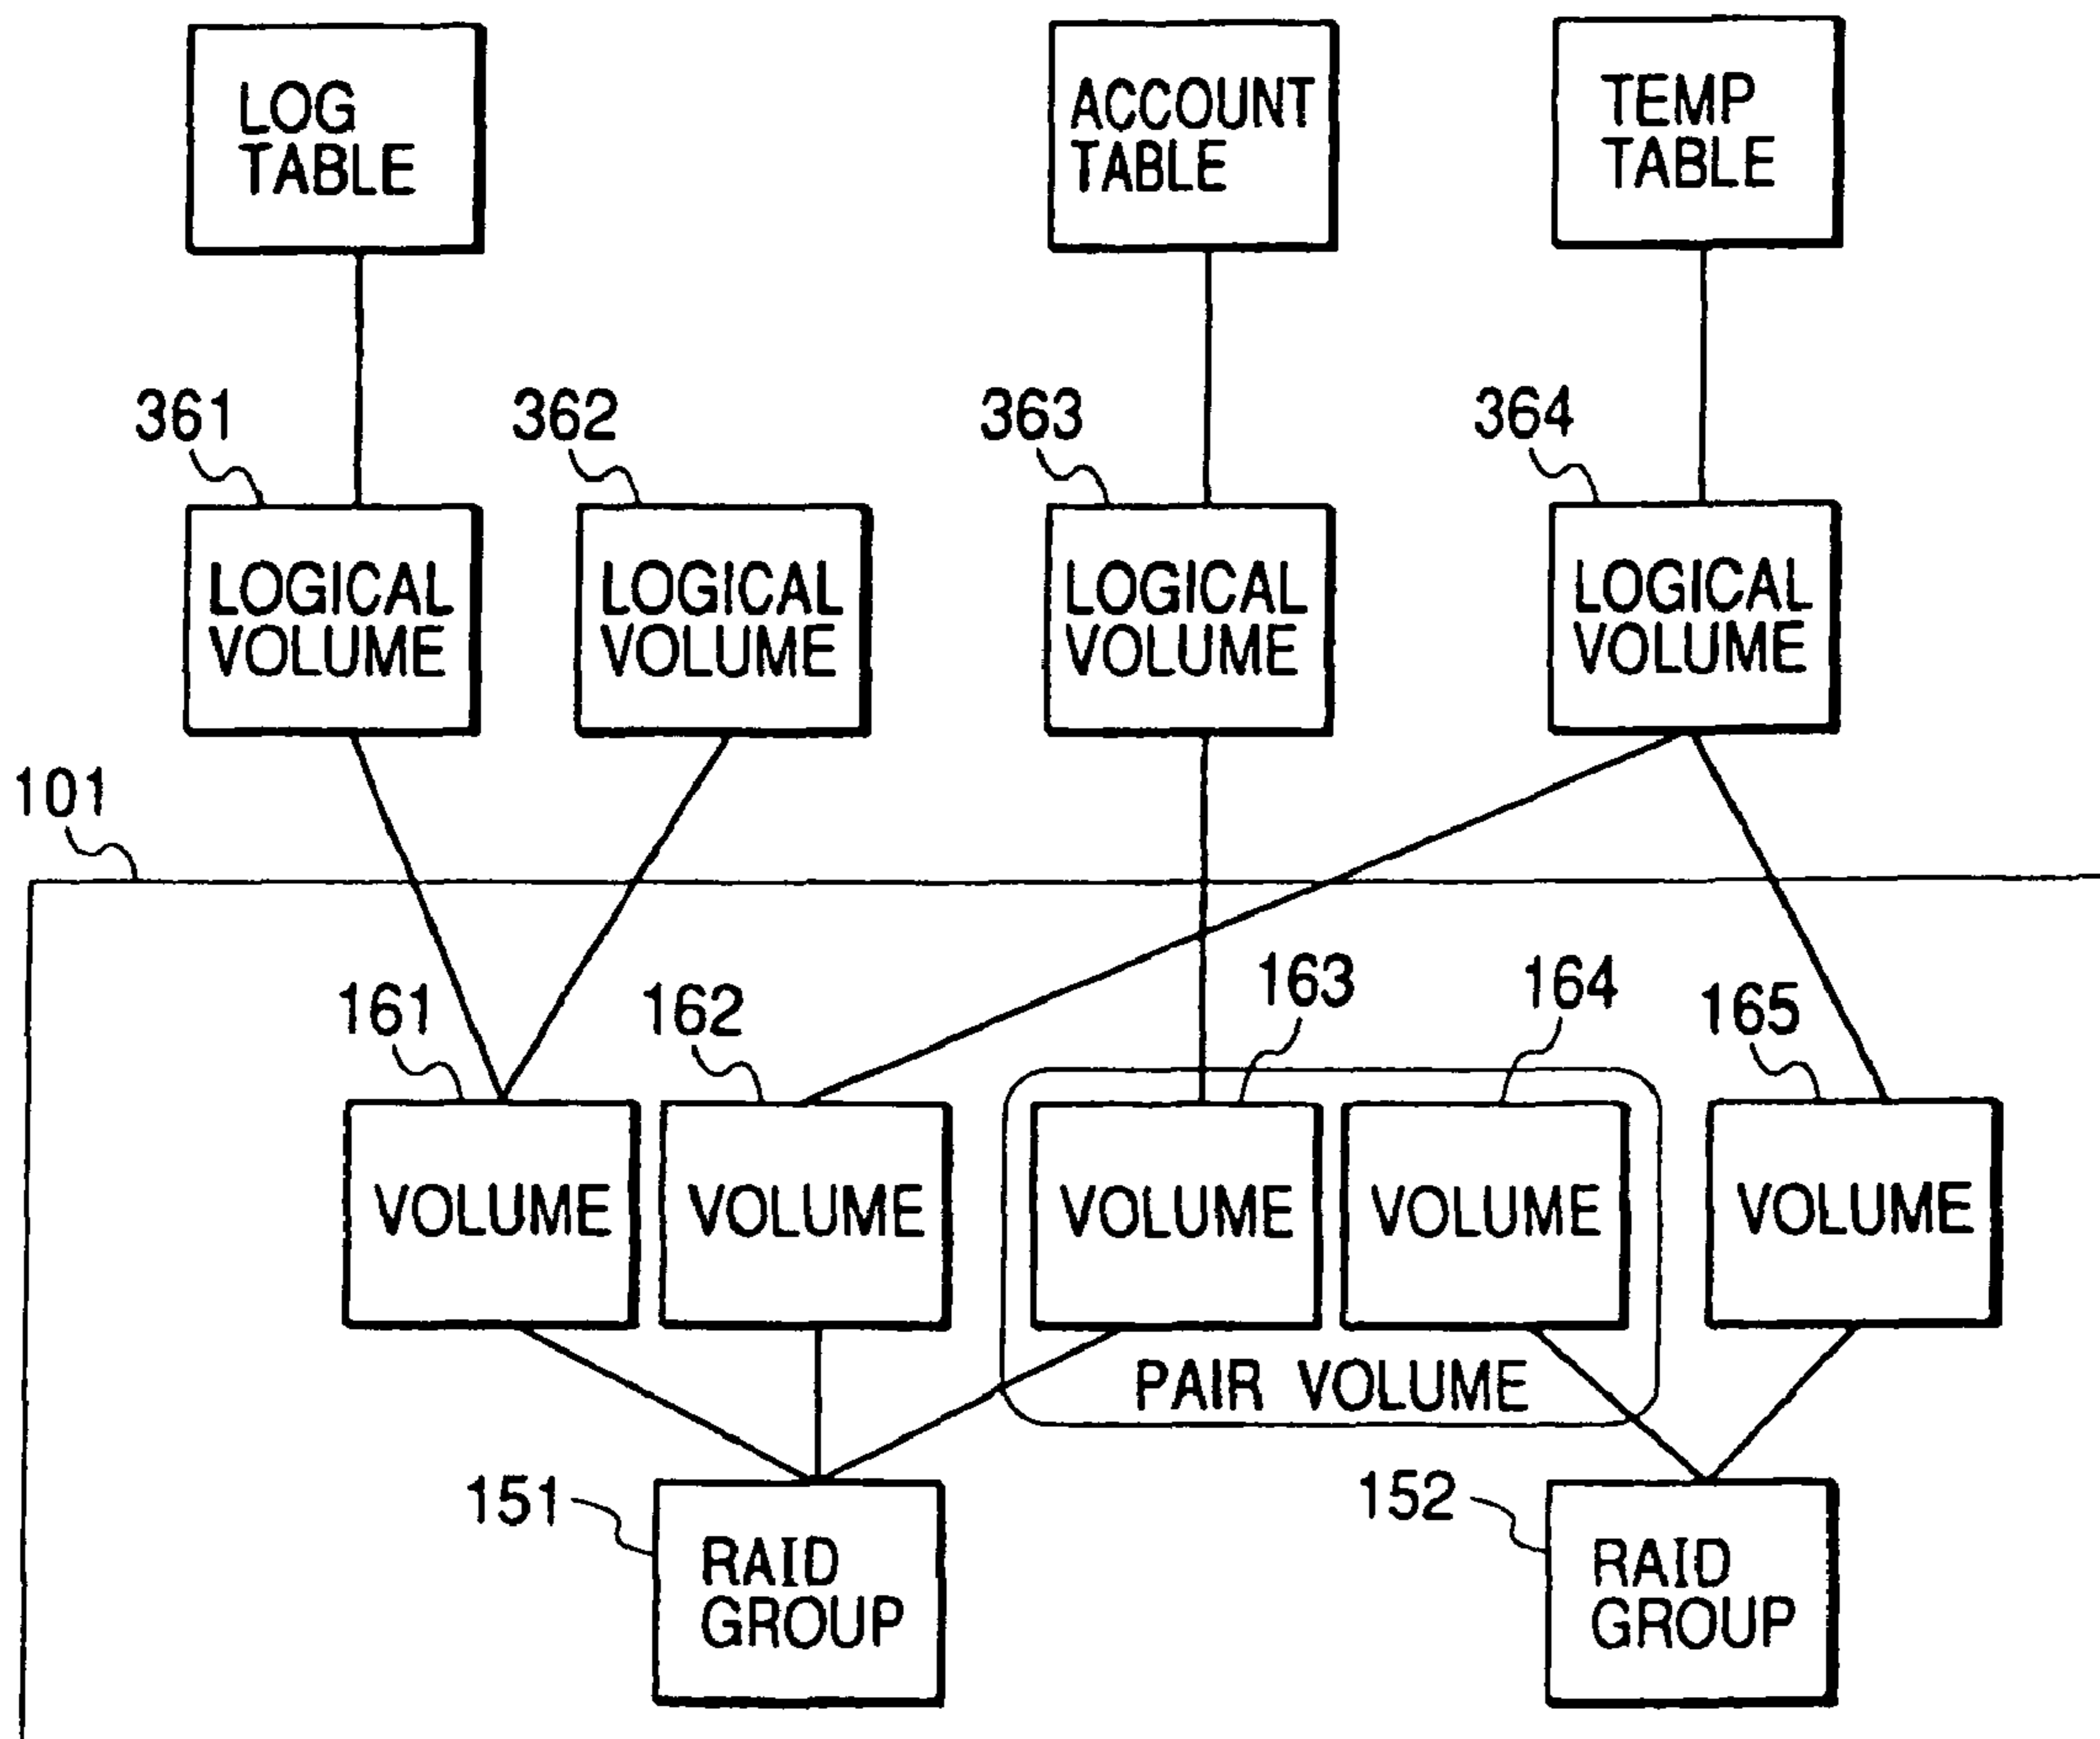 LOG
TABLE
ACCOUNT
TABLE
TEMP
TABLE
361
362
363
364
LOGICAL
VOLUME
LOGICAL
VOLUME
LOGICAL
VOLUME
LOGICAL
VOLUME
101
161
162
163
164
165
VOLUME
VOLUME
VOLUME
VOLUME
VOLUME
PAIR VOLUME
151
152
RAID
GROUP
RAID
GROUP